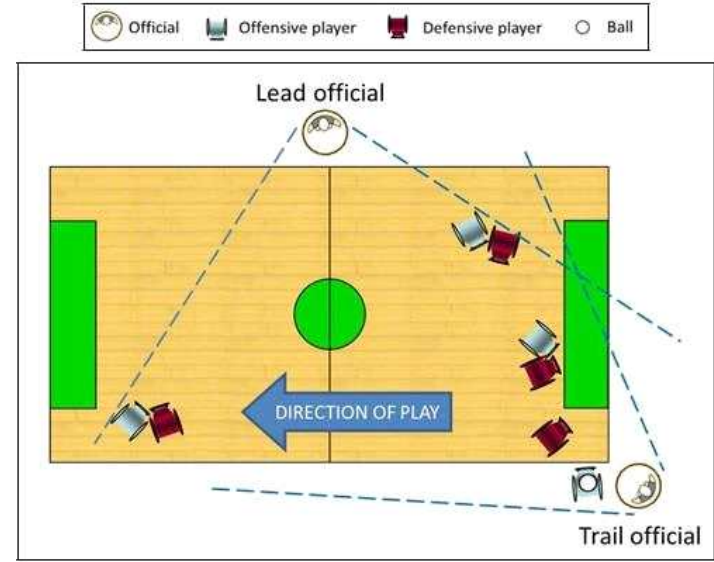 Official Offensive player Defensive player Ball
Lead official
DIRECTION OF PLAY
Trail official